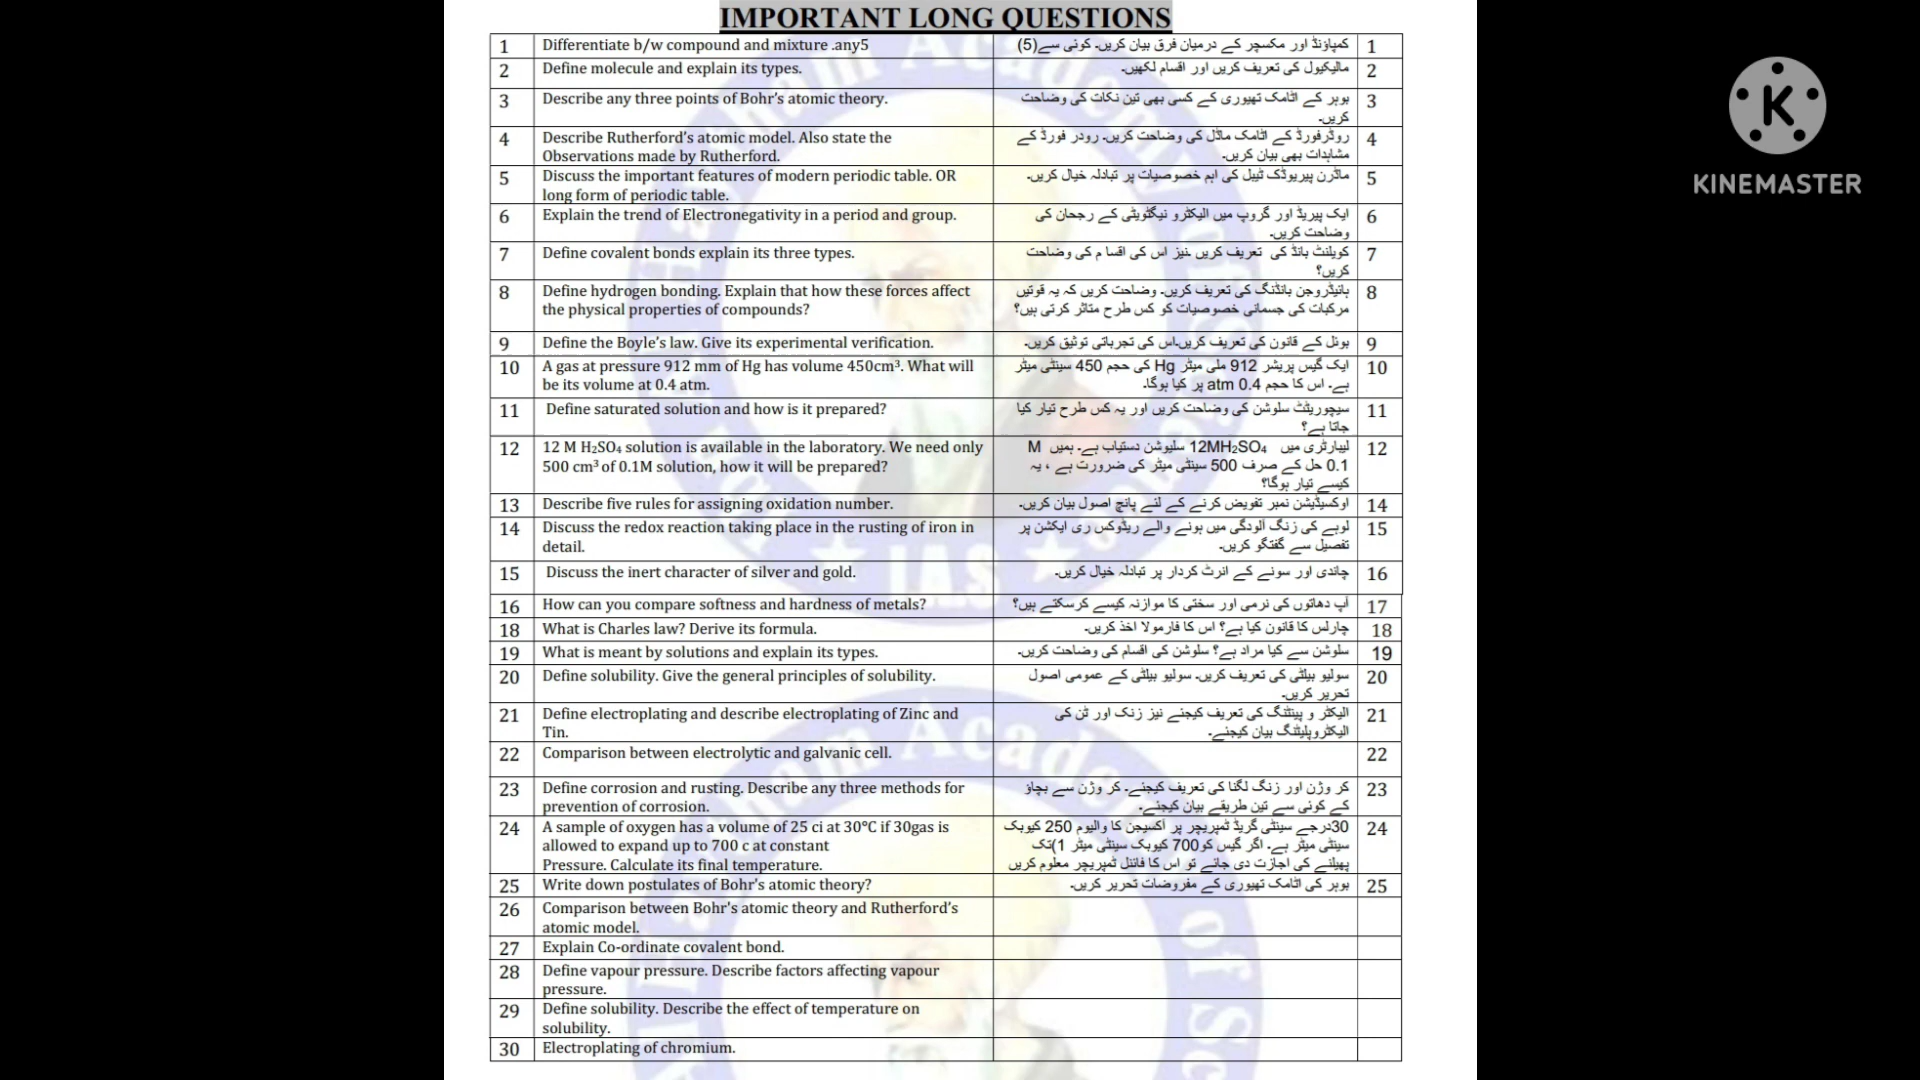 IMPORTANT LONG QUESTIONS
1 Differentiate b/w compound and mixture .any5 کمپاؤنڈ اور مکسچر کے درمیان فرق بیان کریں۔ کوئی سے(5) 1
2 Define molecule and explain its types. مالیکیول کی تعریف کریں اور اقسام لکھیں۔ 2
3 Describe any three points of Bohr’s atomic theory. بوہر کے اٹامک تھیوری کے کسی بھی تین نکات کی وضاحت 3
کریں۔
4 Describe Rutherford’s atomic model. Also state the روڈرفورڈ کے اٹامک ماڈل کی وضاحت کریں۔ رودر فورڈ کے 4
Observations made by Rutherford. مشاہدات بھی بیان کریں۔
5 Discuss the important features of modern periodic table. OR ماڈرن پیریوڈک ٹیبل کی اہم خصوصیات پر تبادلہ خیال کریں۔ 5
long form of periodic table.
6 Explain the trend of Electronegativity in a period and group. ایک پیریڈ اور گروپ میں الیکٹرو نیگٹویٹی کے رجحان کی 6
وضاحت کریں۔
7 Define covalent bonds explain its three types. کویلنٹ بانڈ کی تعریف کریں ۔نیز اس کی اقسا م کی وضاحت 7
کریں؟
8 Define hydrogen bonding. Explain that how these forces affect ہائیڈروجن بانڈنگ کی تعریف کریں۔ وضاحت کریں کہ یہ قوتیں 8
the physical properties of compounds? مرکبات کی جسمانی خصوصیات کو کس طرح متاثر کرتی ہیں؟
9 Define the Boyle’s law. Give its experimental verification. بوئل کے قانون کی تعریف کریں۔اس کی تجرباتی توثیق کریں۔ 9
10 A gas at pressure 912 mm of Hg has volume 450cm³. What will ایک گیس پریشر 912 ملی میٹر Hg کی حجم 450 سینٹی میٹر 10
be its volume at 0.4 atm. ہے۔ اس کا حجم 0.4 atm پر کیا ہوگا۔
11 Define saturated solution and how is it prepared? سیچوریٹٹ سلوشن کی وضاحت کریں اور یہ کس طرح تیار کیا 11
جاتا ہے؟
12 12 M H₂SO₄ solution is available in the laboratory. We need only لیبارٹری میں 12MH₂SO₄ سلیوشن دستیاب ہے۔ ہمیں M 12
500 cm³ of 0.1M solution, how it will be prepared? 0.1 حل کے صرف 500 سینٹی میٹر کی ضرورت ہے ، یہ
کیسے تیار ہوگا؟
13 Describe five rules for assigning oxidation number. اوکسیڈیشن نمبر تفویض کرنے کے لئے پانچ اصول بیان کریں۔ 14
14 Discuss the redox reaction taking place in the rusting of iron in لوہے کی زنگ آلودگی میں ہونے والے ریڈوکس ری ایکشن پر 15
detail. تفصیل سے گفتگو کریں۔
15 Discuss the inert character of silver and gold. چاندی اور سونے کے انرٹ کردار پر تبادلہ خیال کریں۔ 16
16 How can you compare softness and hardness of metals? آپ دھاتوں کی نرمی اور سختی کا موازنہ کیسے کرسکتے ہیں؟ 17
18 What is Charles law? Derive its formula. چارلس کا قانون کیا ہے؟ اس کا فارمولا اخذ کریں۔ 18
19 What is meant by solutions and explain its types. سلوشن سے کیا مراد ہے؟ سلوشن کی اقسام کی وضاحت کریں۔ 19
20 Define solubility. Give the general principles of solubility. سولیو بیلٹی کی تعریف کریں۔ سولیو بیلٹی کے عمومی اصول 20
تحریر کریں۔
21 Define electroplating and describe electroplating of Zinc and الیکٹر و پینٹنگ کی تعریف کیجئے نیز زنک اور ٹن کی 21
Tin. الیکٹروپلیٹنگ بیان کیجئے۔
22 Comparison between electrolytic and galvanic cell. 22
23 Define corrosion and rusting. Describe any three methods for کر وژن اور زنگ لگنا کی تعریف کیجئے۔ کر وژن سے بچاؤ 23
prevention of corrosion. کے کوئی سے تین طریقے بیان کیجئے۔
24 A sample of oxygen has a volume of 25 ci at 30°C if 30gas is 30درجے سینٹی گریڈ ٹمپریچر پر آکسیجن کا والیوم 250 کیوبک 24
allowed to expand up to 700 c at constant سینٹی میٹر ہے۔ اگر گیس کو700 کیوبک سینٹی میٹر 1)تک
Pressure. Calculate its final temperature. پھیلنے کی اجازت دی جائے تو اس کا فائنل ٹمپریچر معلوم کریں
25 Write down postulates of Bohr’s atomic theory? بوہر کی اٹامک تھیوری کے مفروضات تحریر کریں۔ 25
26 Comparison between Bohr's atomic theory and Rutherford’s
atomic model.
27 Explain Co-ordinate covalent bond.
28 Define vapour pressure. Describe factors affecting vapour
pressure.
29 Define solubility. Describe the effect of temperature on
solubility.
30 Electroplating of chromium.
K
KINEMASTER
IAS